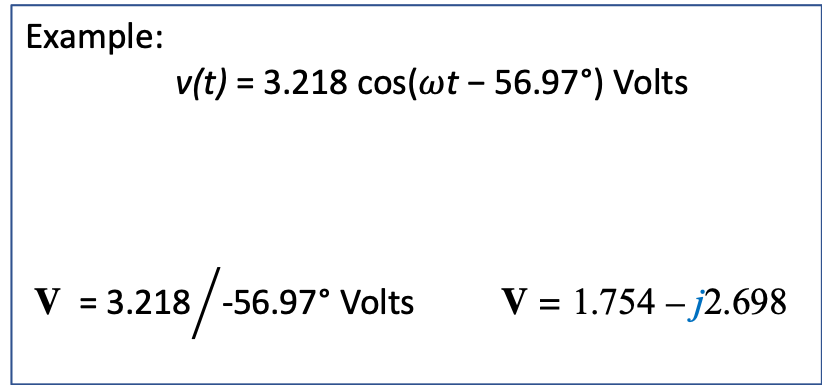 Example:
v(t) = 3.218 cos(ωt − 56.97°) Volts
V = 3.218/-56.97° Volts
V = 1.754 – j2.698